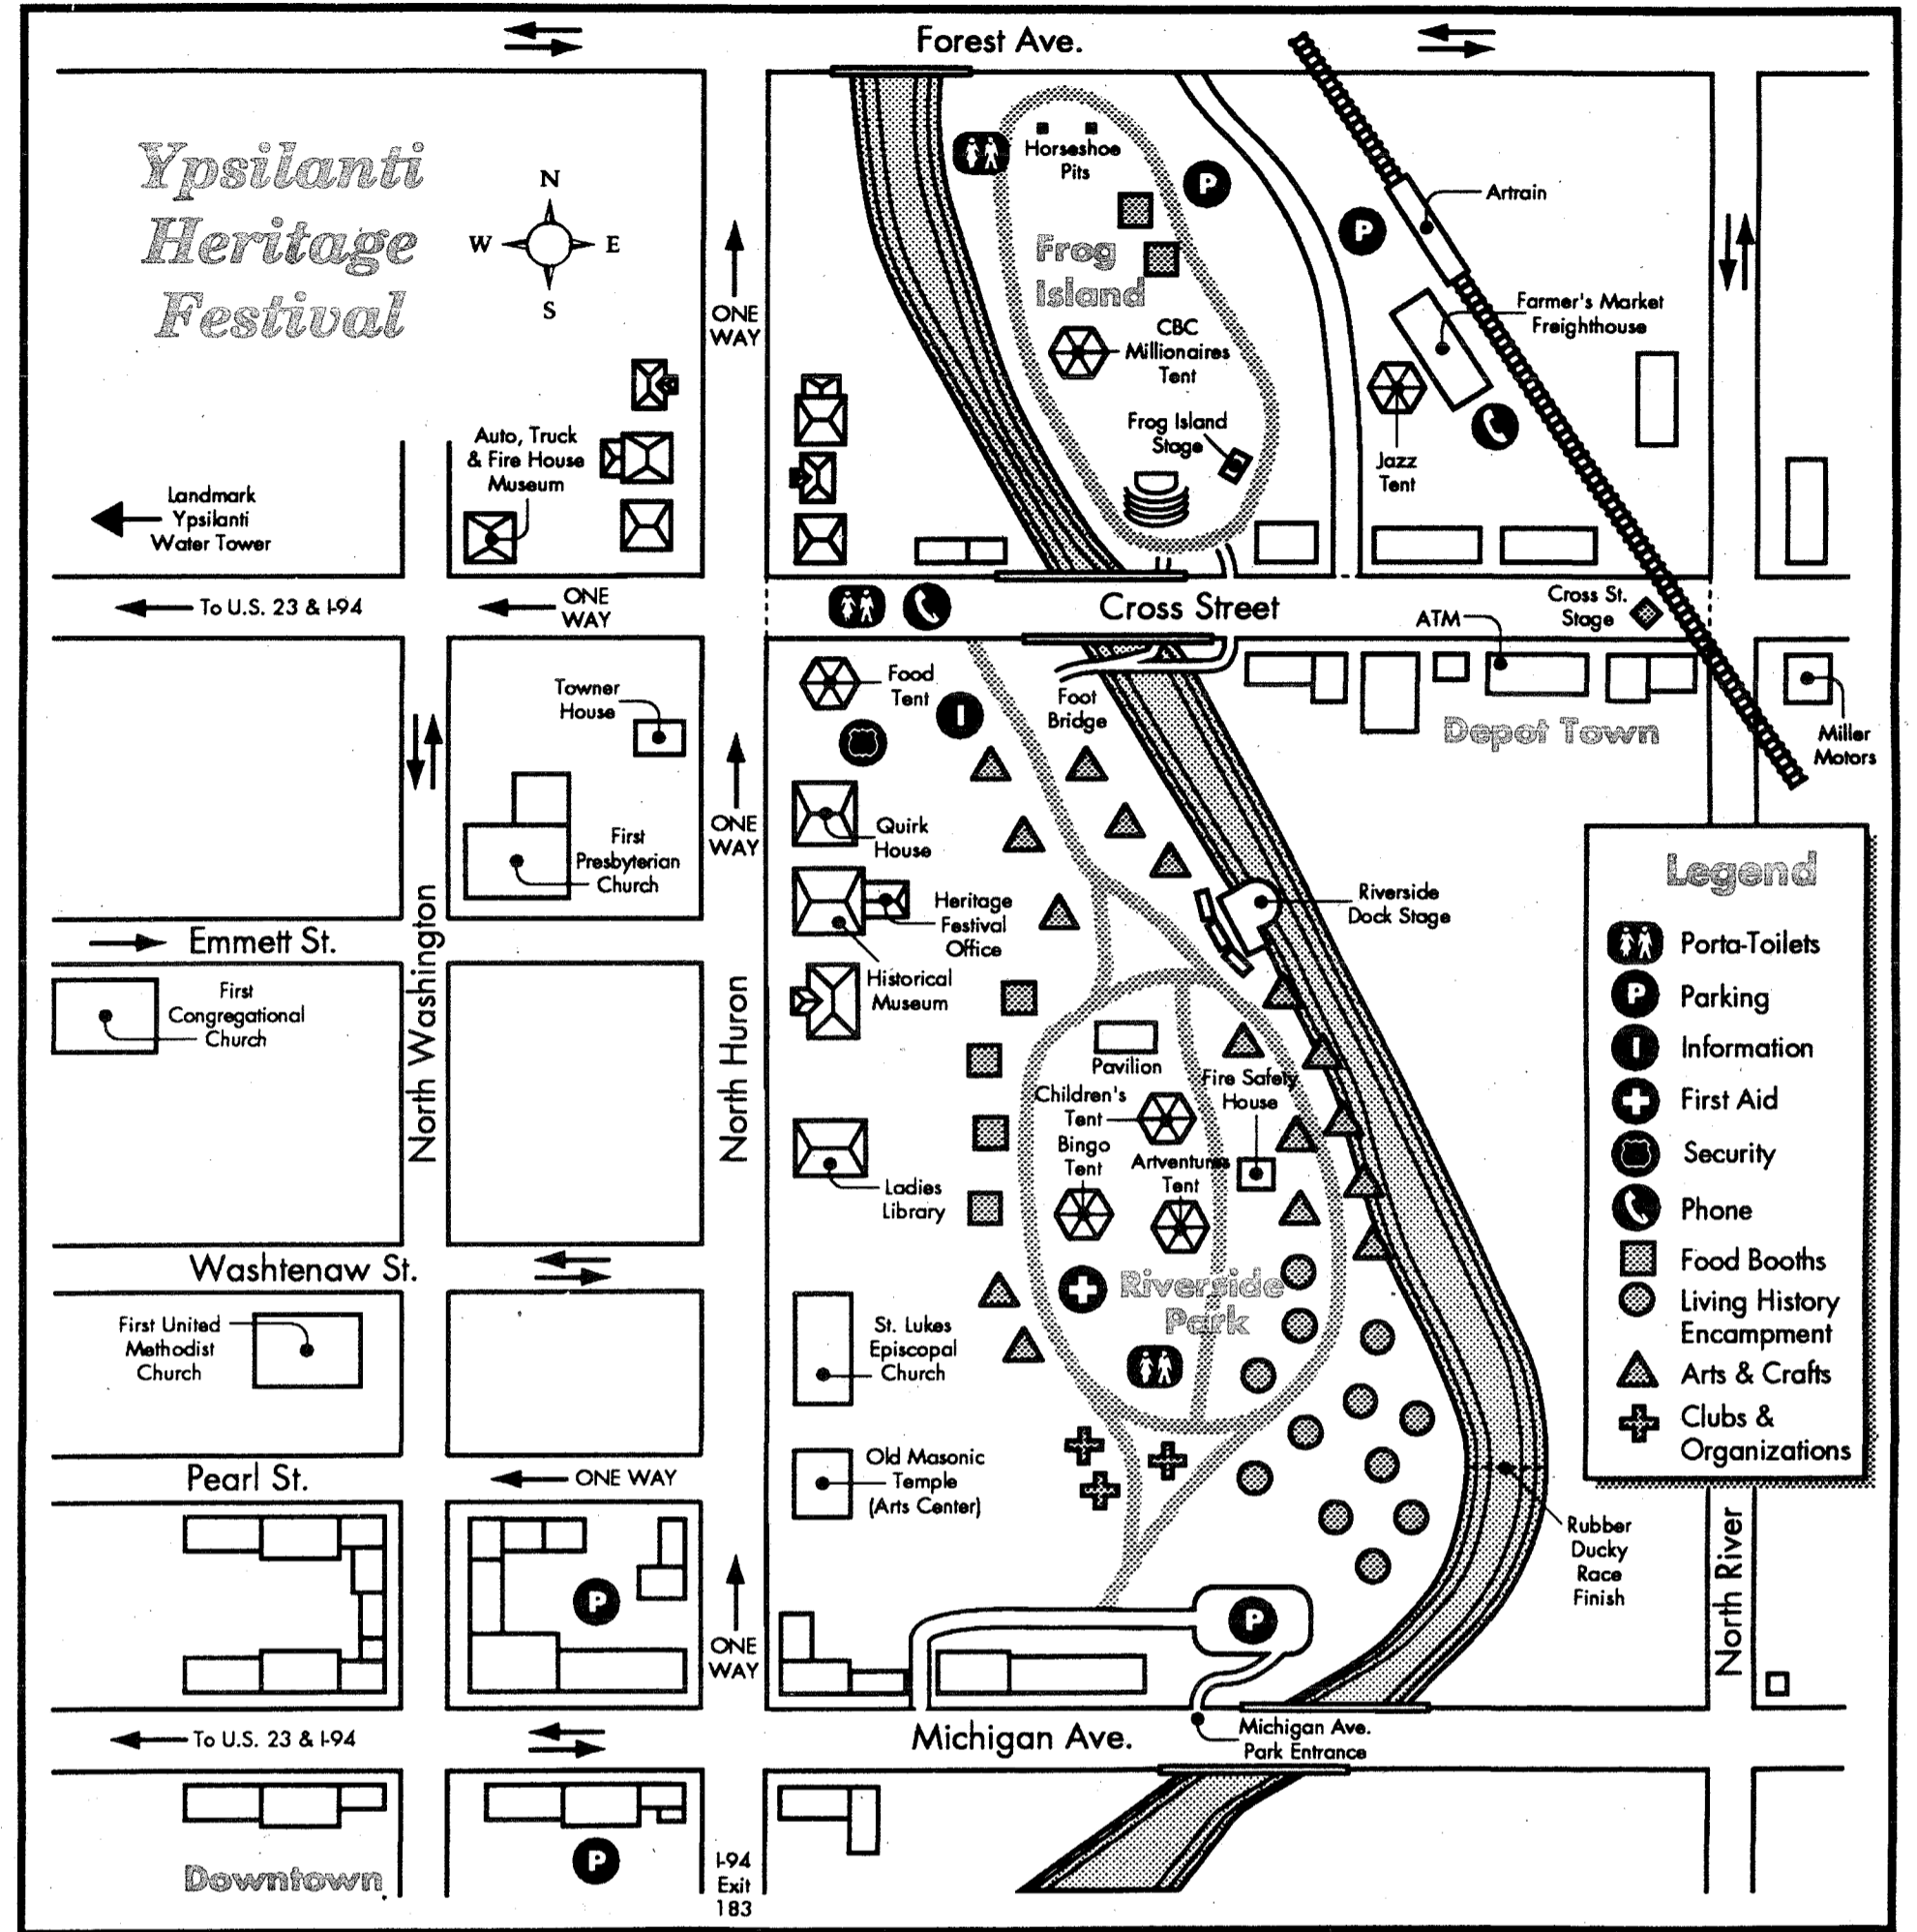 Forest Ave.
Ypsilanti
Heritage
Festival
N
W
E
S
ONE
WAY
Horseshoe
Pits
P
P
Artrain
Frog
Island
CBC
Millionaires
Tent
Farmer's Market
Freighthouse
Frog Island
Stage
Jazz
Tent
Auto, Truck
& Fire House
Museum
Landmark
Ypsilanti
Water Tower
To U.S. 23 & I-94
ONE
WAY
Cross Street
Cross St.
Stage
ATM
Towner
House
Food
Tent
I
Foot
Bridge
Depot Town
Miller
Motors
First
Presbyterian
Church
ONE
WAY
Quirk
House
Heritage
Festival
Office
Historical
Museum
Riverside
Dock Stage
Emmett St.
First
Congregational
Church
North Washington
North Huron
Pavilion
Children's
Tent
Fire Safety
House
Bingo
Tent
Artventures
Tent
Ladies
Library
Washtenaw St.
Riverside
Park
First United
Methodist
Church
St. Lukes
Episcopal
Church
Pearl St.
ONE WAY
Old Masonic
Temple
(Arts Center)
P
ONE
WAY
P
Rubber
Ducky
Race
Finish
North River
Legend
Porta-Toilets
P
Parking
I
Information
First Aid
Security
Phone
Food Booths
Living History
Encampment
Arts & Crafts
Clubs &
Organizations
To U.S. 23 & I-94
Michigan Ave.
Michigan Ave.
Park Entrance
Downtown
P
I-94
Exit
183